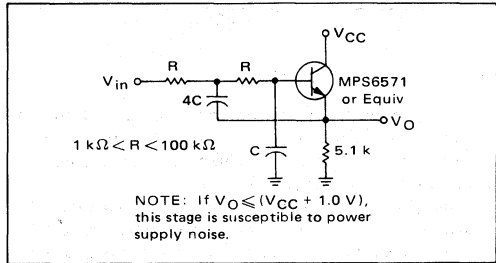 VCC
R
R
Vin
MPS6571
or Equiv
4C
VO
1 kΩ < R < 100 kΩ
C
5.1 k
NOTE: If VO ⩽ (VCC + 1.0 V),
this stage is susceptible to power
supply noise.